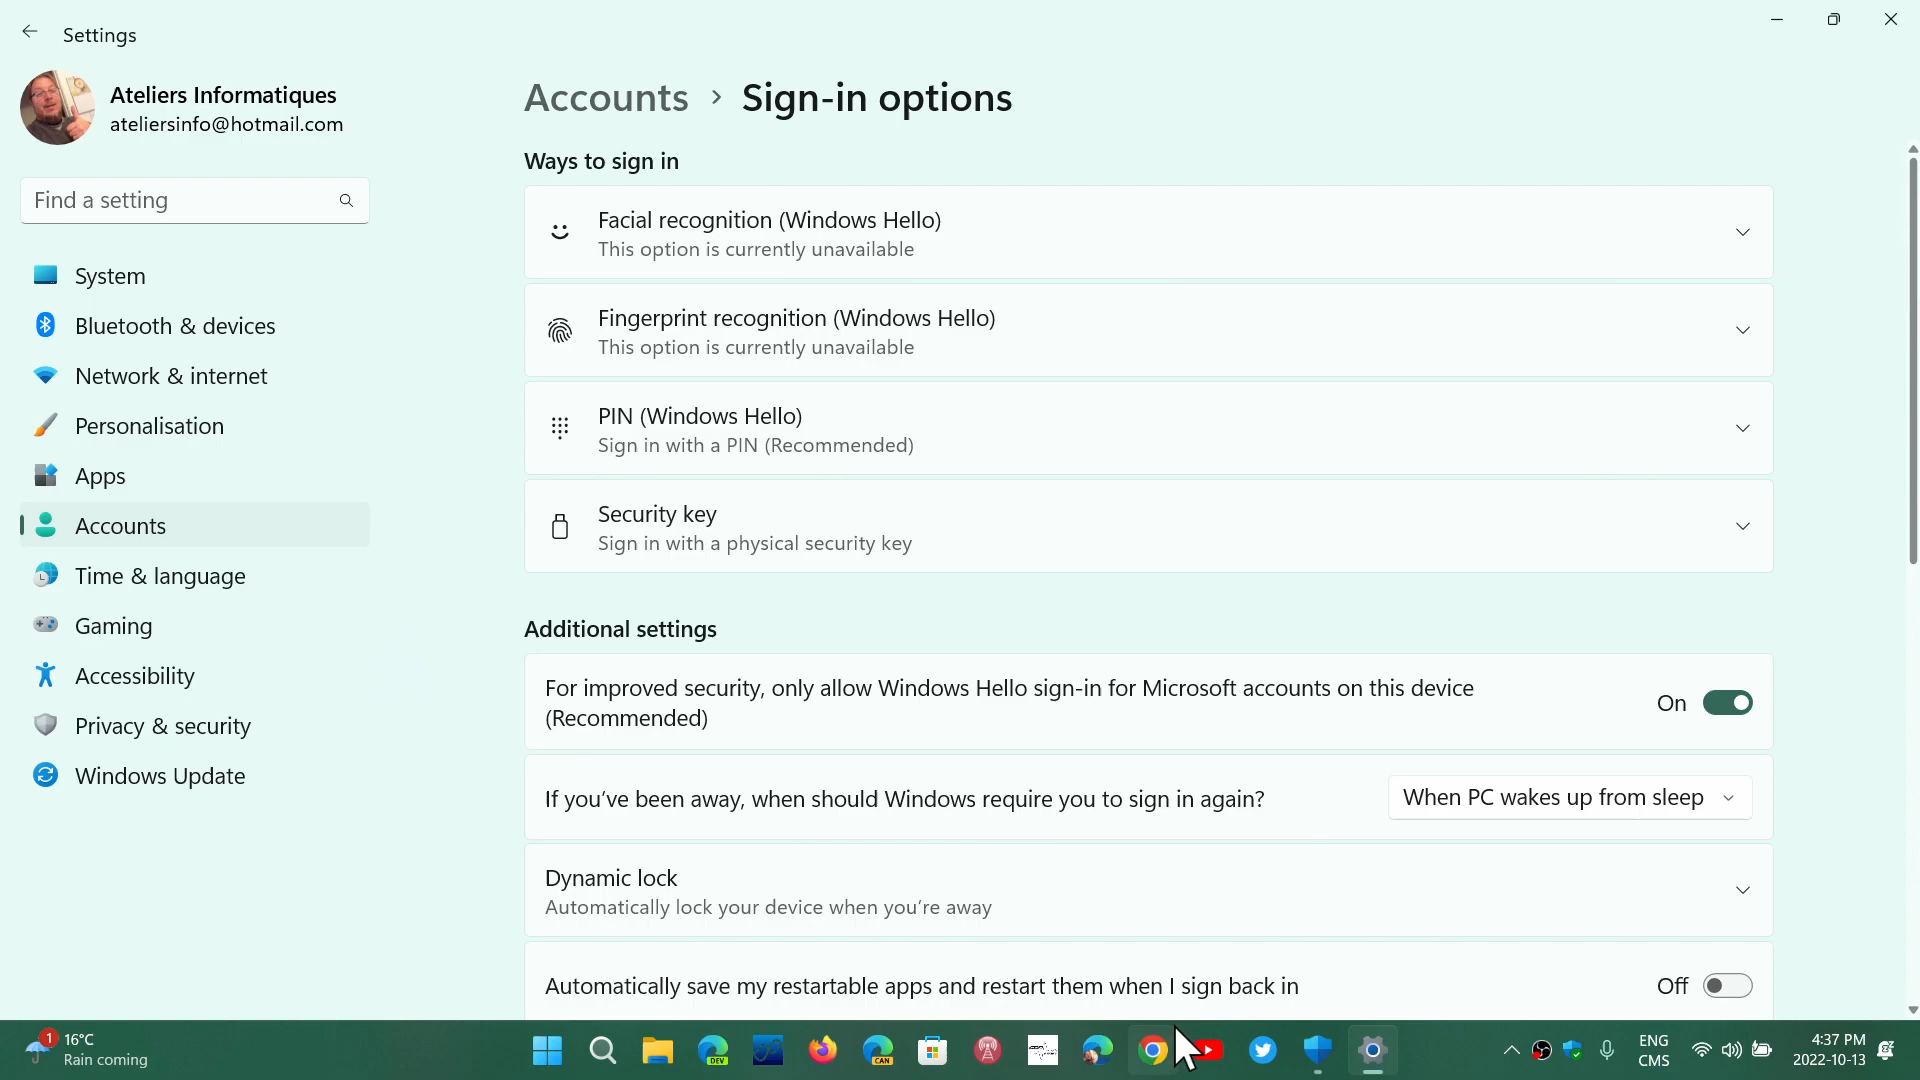 Settings
Ateliers Informatiques
ateliersinfo@hotmail.com
Find a setting
System
Bluetooth & devices
Network & internet
Personalisation
Apps
Accounts
Time & language
Gaming
Accessibility
Privacy & security
Windows Update
Accounts > Sign-in options
Ways to sign in
Facial recognition (Windows Hello)
This option is currently unavailable
Fingerprint recognition (Windows Hello)
This option is currently unavailable
PIN (Windows Hello)
Sign in with a PIN (Recommended)
Security key
Sign in with a physical security key
Additional settings
For improved security, only allow Windows Hello sign-in for Microsoft accounts on this device
(Recommended)
On
If you've been away, when should Windows require you to sign in again?
When PC wakes up from sleep
Dynamic lock
Automatically lock your device when you're away
Automatically save my restartable apps and restart them when I sign back in
Off
1
16°C
Rain coming
DEV
CAN
ENG
CMS
4:37 PM
2022-10-13